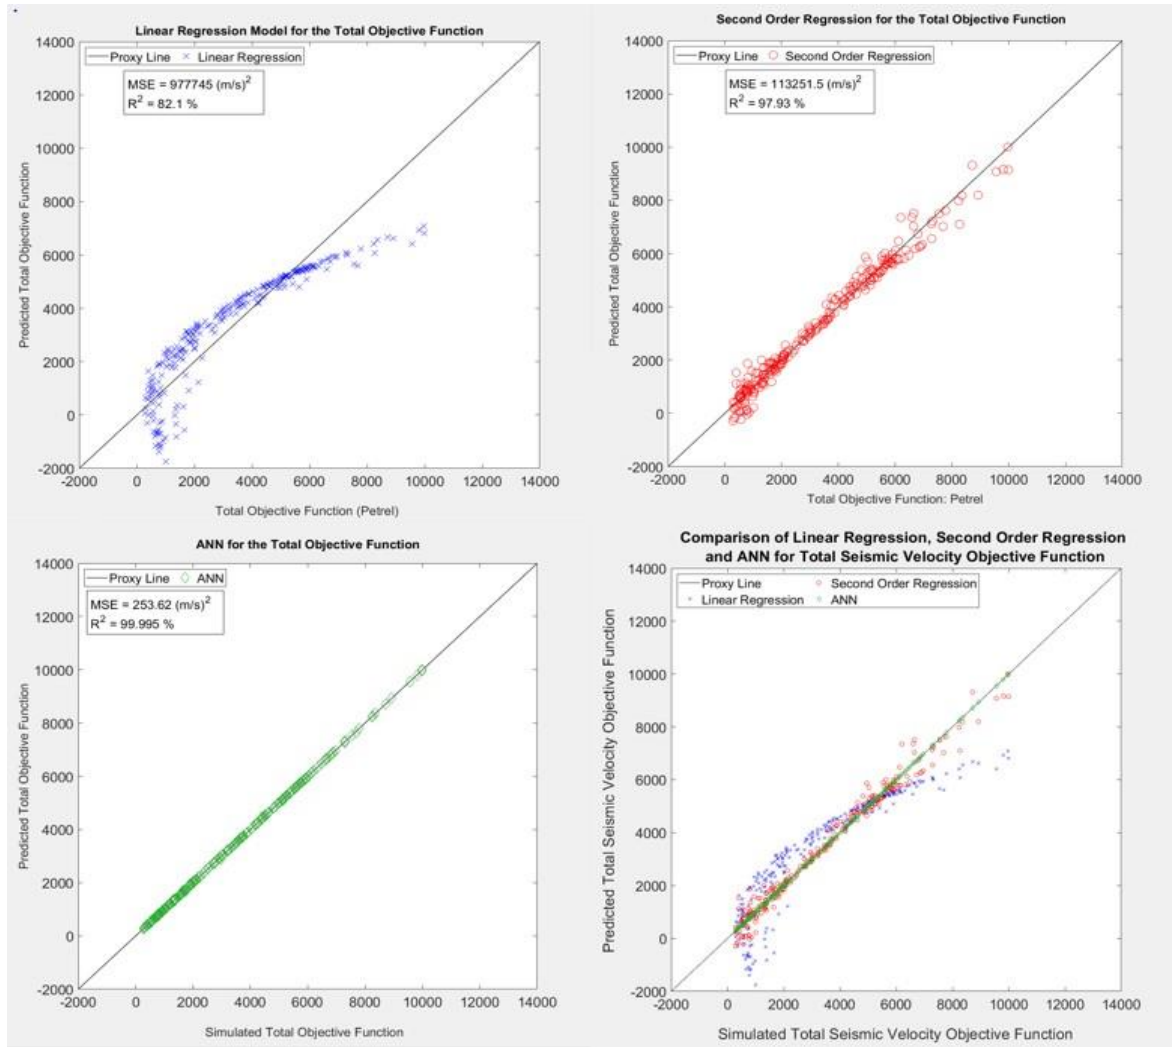 Linear Regression Model for the Total Objective Function
14000
Proxy Line × Linear Regression
MSE = 977745 (m/s)²
R² = 82.1 %
12000
10000
8000
6000
4000
2000
0
-2000
Predicted Total Objective Function
-2000 0 2000 4000 6000 8000 10000 12000 14000
Total Objective Function (Petrel)
Second Order Regression for the Total Objective Function
14000
Proxy Line Second Order Regression
MSE = 113251.5 (m/s)²
R² = 97.93 %
12000
10000
8000
6000
4000
2000
0
-2000
Predicted Total Objective Function
-2000 0 2000 4000 6000 8000 10000 12000 14000
Total Objective Function: Petrel
ANN for the Total Objective Function
14000
Proxy Line ANN
MSE = 253.62 (m/s)²
R² = 99.995 %
12000
10000
8000
6000
4000
2000
0
-2000
Predicted Total Objective Function
-2000 0 2000 4000 6000 8000 10000 12000 14000
Simulated Total Objective Function
Comparison of Linear Regression, Second Order Regression
and ANN for Total Seismic Velocity Objective Function
14000
Proxy Line Second Order Regression
Linear Regression ANN
12000
10000
8000
6000
4000
2000
0
-2000
Predicted Total Seismic Velocity Objective Function
-2000 0 2000 4000 6000 8000 10000 12000 14000
Simulated Total Seismic Velocity Objective Function